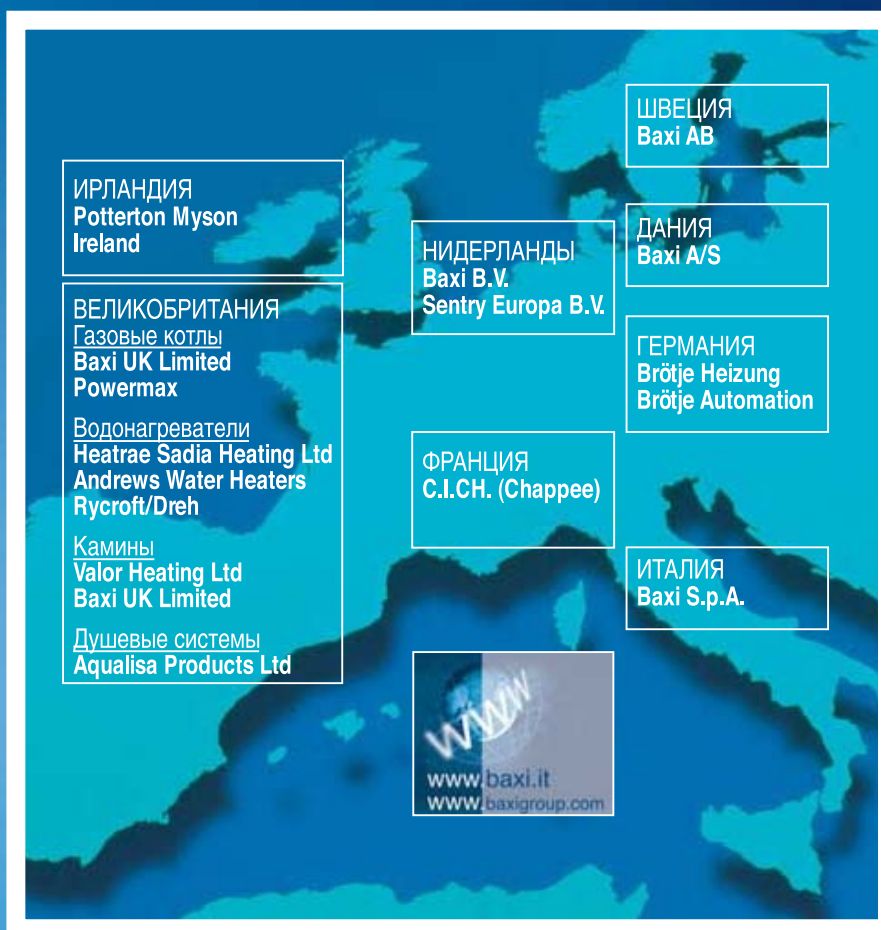 ИРЛАНДИЯ
Potterton Myson
Ireland
ВЕЛИКОБРИТАНИЯ
Газовые котлы
Baxi UK Limited
Powermax
Водонагреватели
Heatrae Sadia Heating Ltd
Andrews Water Heaters
Rycroft/Dreh
Камины
Valor Heating Ltd
Baxi UK Limited
Душевые системы
Aqualisa Products Ltd
НИДЕРЛАНДЫ
Baxi B.V.
Sentry Europa B.V.
ФРАНЦИЯ
C.I.CH. (Chappee)
ШВЕЦИЯ
Baxi AB
ДАНИЯ
Baxi A/S
ГЕРМАНИЯ
Brötje Heizung
Brötje Automation
ИТАЛИЯ
Baxi S.p.A.
www
www.baxi.it
www.baxigroup.com